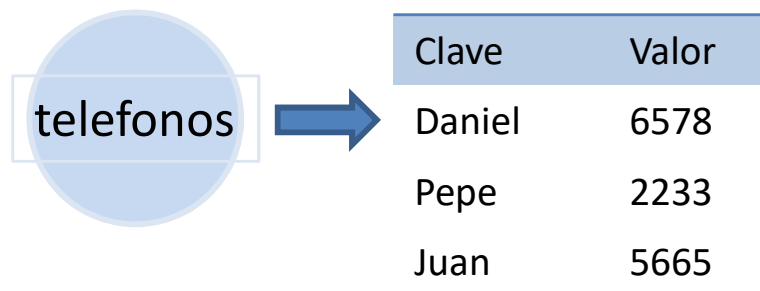 telefonos
Clave Valor
Daniel 6578
Pepe 2233
Juan 5665